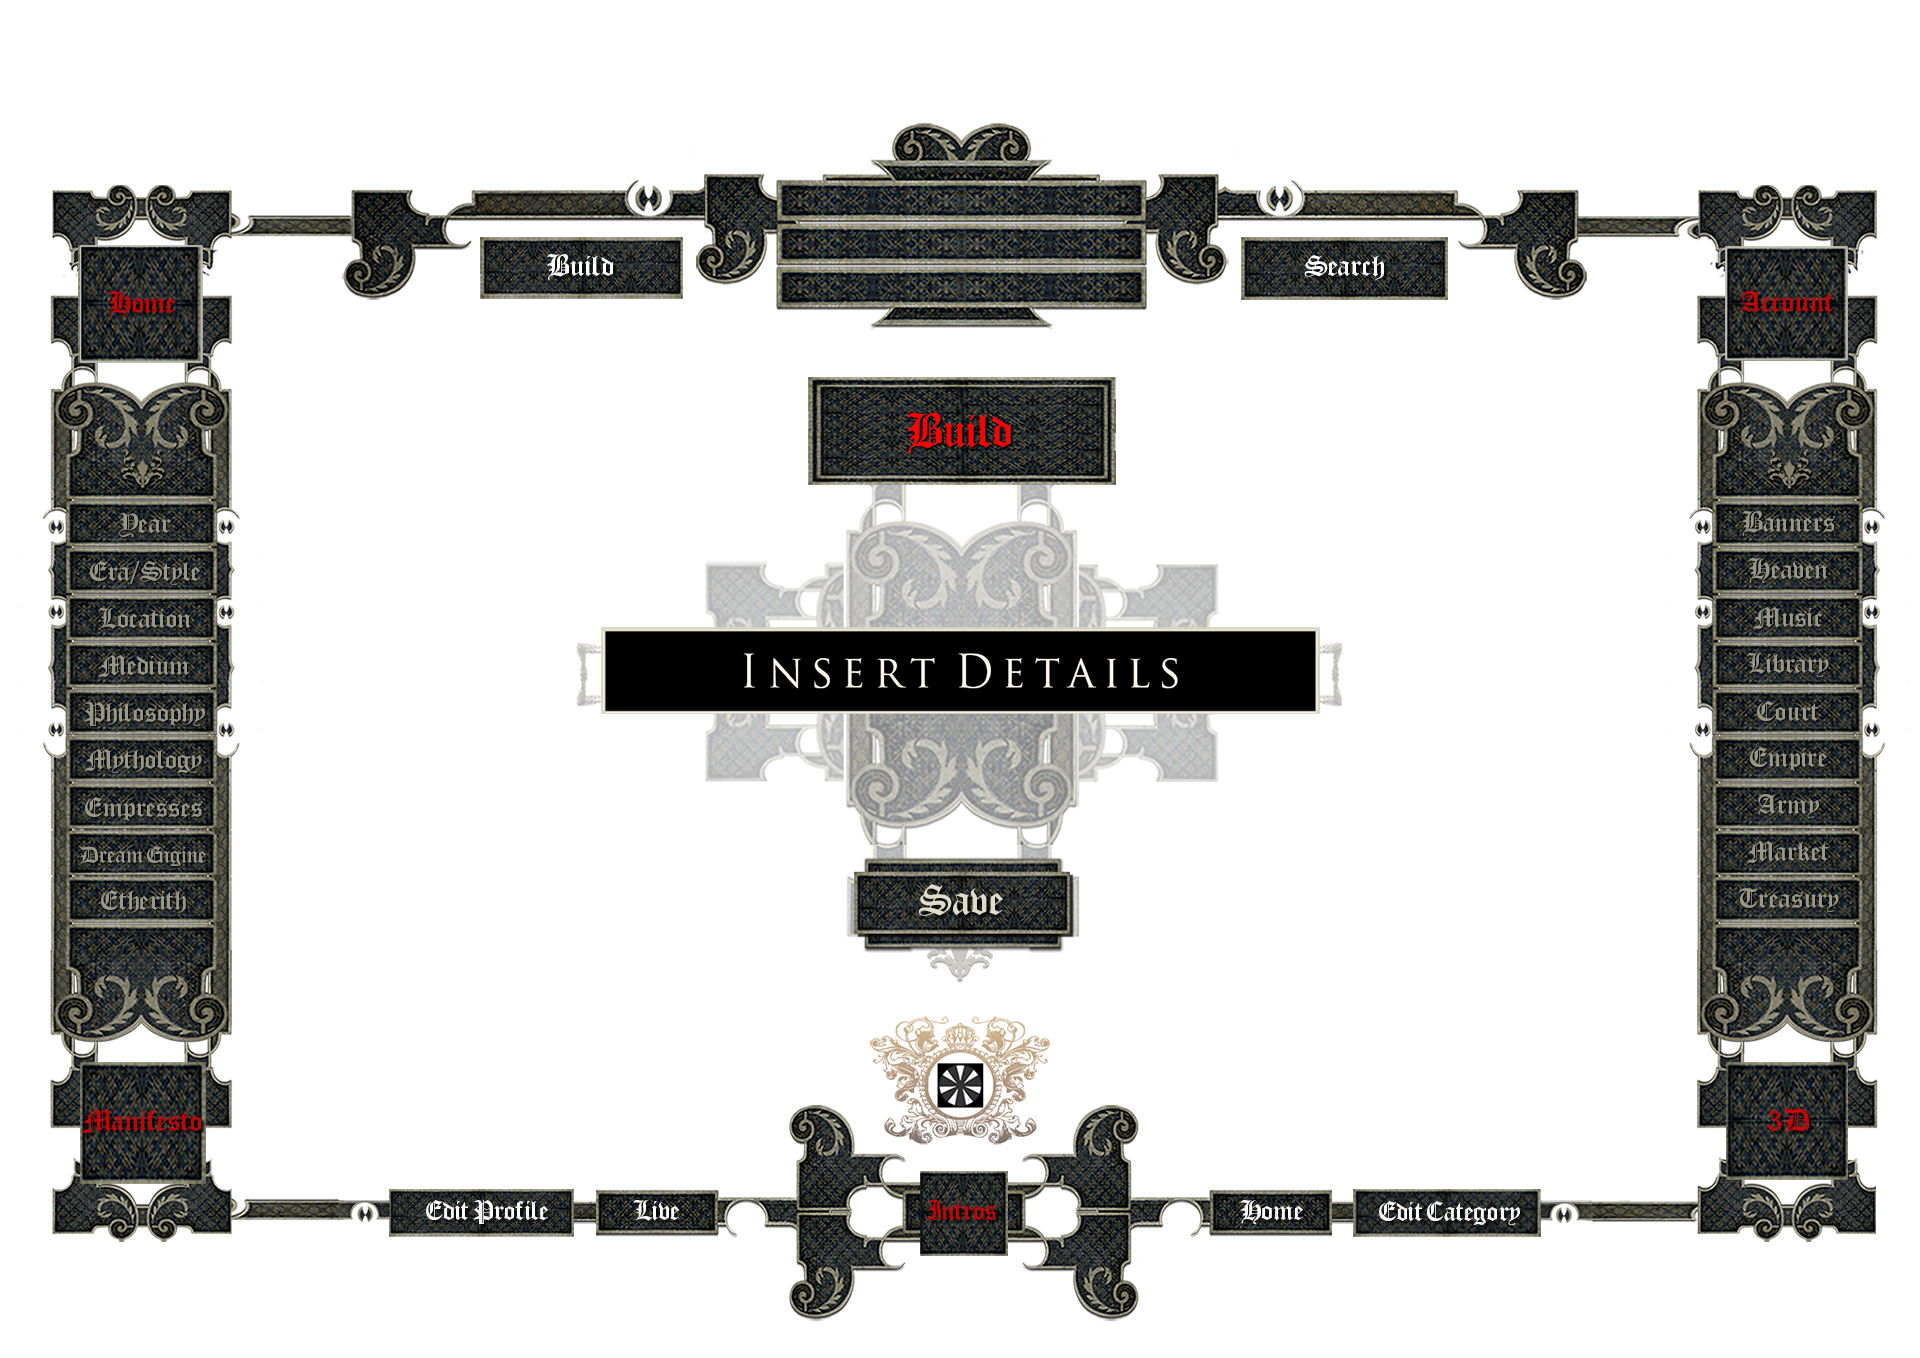 Build
Search
Home
Account
Build
Year
Era/Style
Location
Medium
Philosophy
Mythology
Empresses
Dream Engine
Etherith
Insert Details
Save
Banners
Heaven
Music
Library
Court
Empire
Army
Market
Treasury
Manifesto
3-D
Edit Profile
Live
Intros
Home
Edit Category